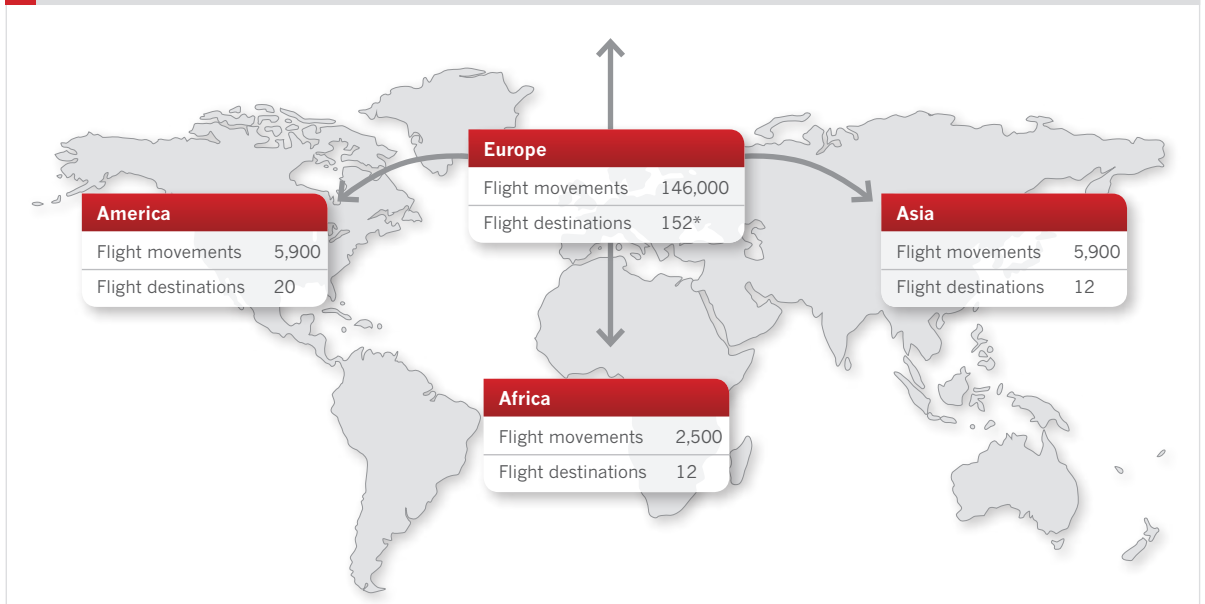 Europe
Flight movements 146,000
Flight destinations 152*
America
Flight movements 5,900
Flight destinations 20
Asia
Flight movements 5,900
Flight destinations 12
Africa
Flight movements 2,500
Flight destinations 12